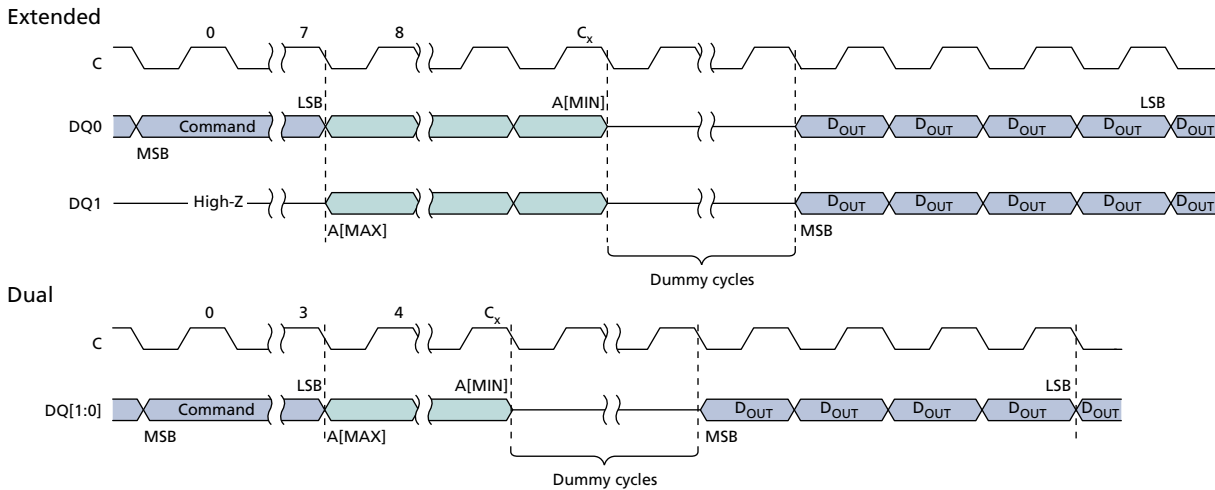 Extended
0 7 8 Cx
C
LSB A[MIN] LSB
DQ0 Command DOUT DOUT DOUT DOUT DOUT
MSB
DQ1 High-Z DOUT DOUT DOUT DOUT DOUT
A[MAX] MSB
Dummy cycles
Dual
0 3 4 Cx
C
LSB A[MIN] LSB
DQ[1:0] Command DOUT DOUT DOUT DOUT DOUT
MSB A[MAX] MSB
Dummy cycles